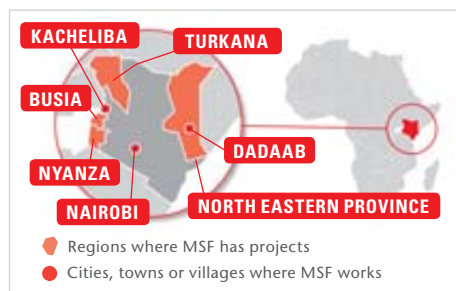 KACHELIBA
TURKANA
BUSIA
DADAAB
NYANZA
NORTH EASTERN PROVINCE
NAIROBI
Regions where MSF has projects
Cities, towns or villages where MSF works